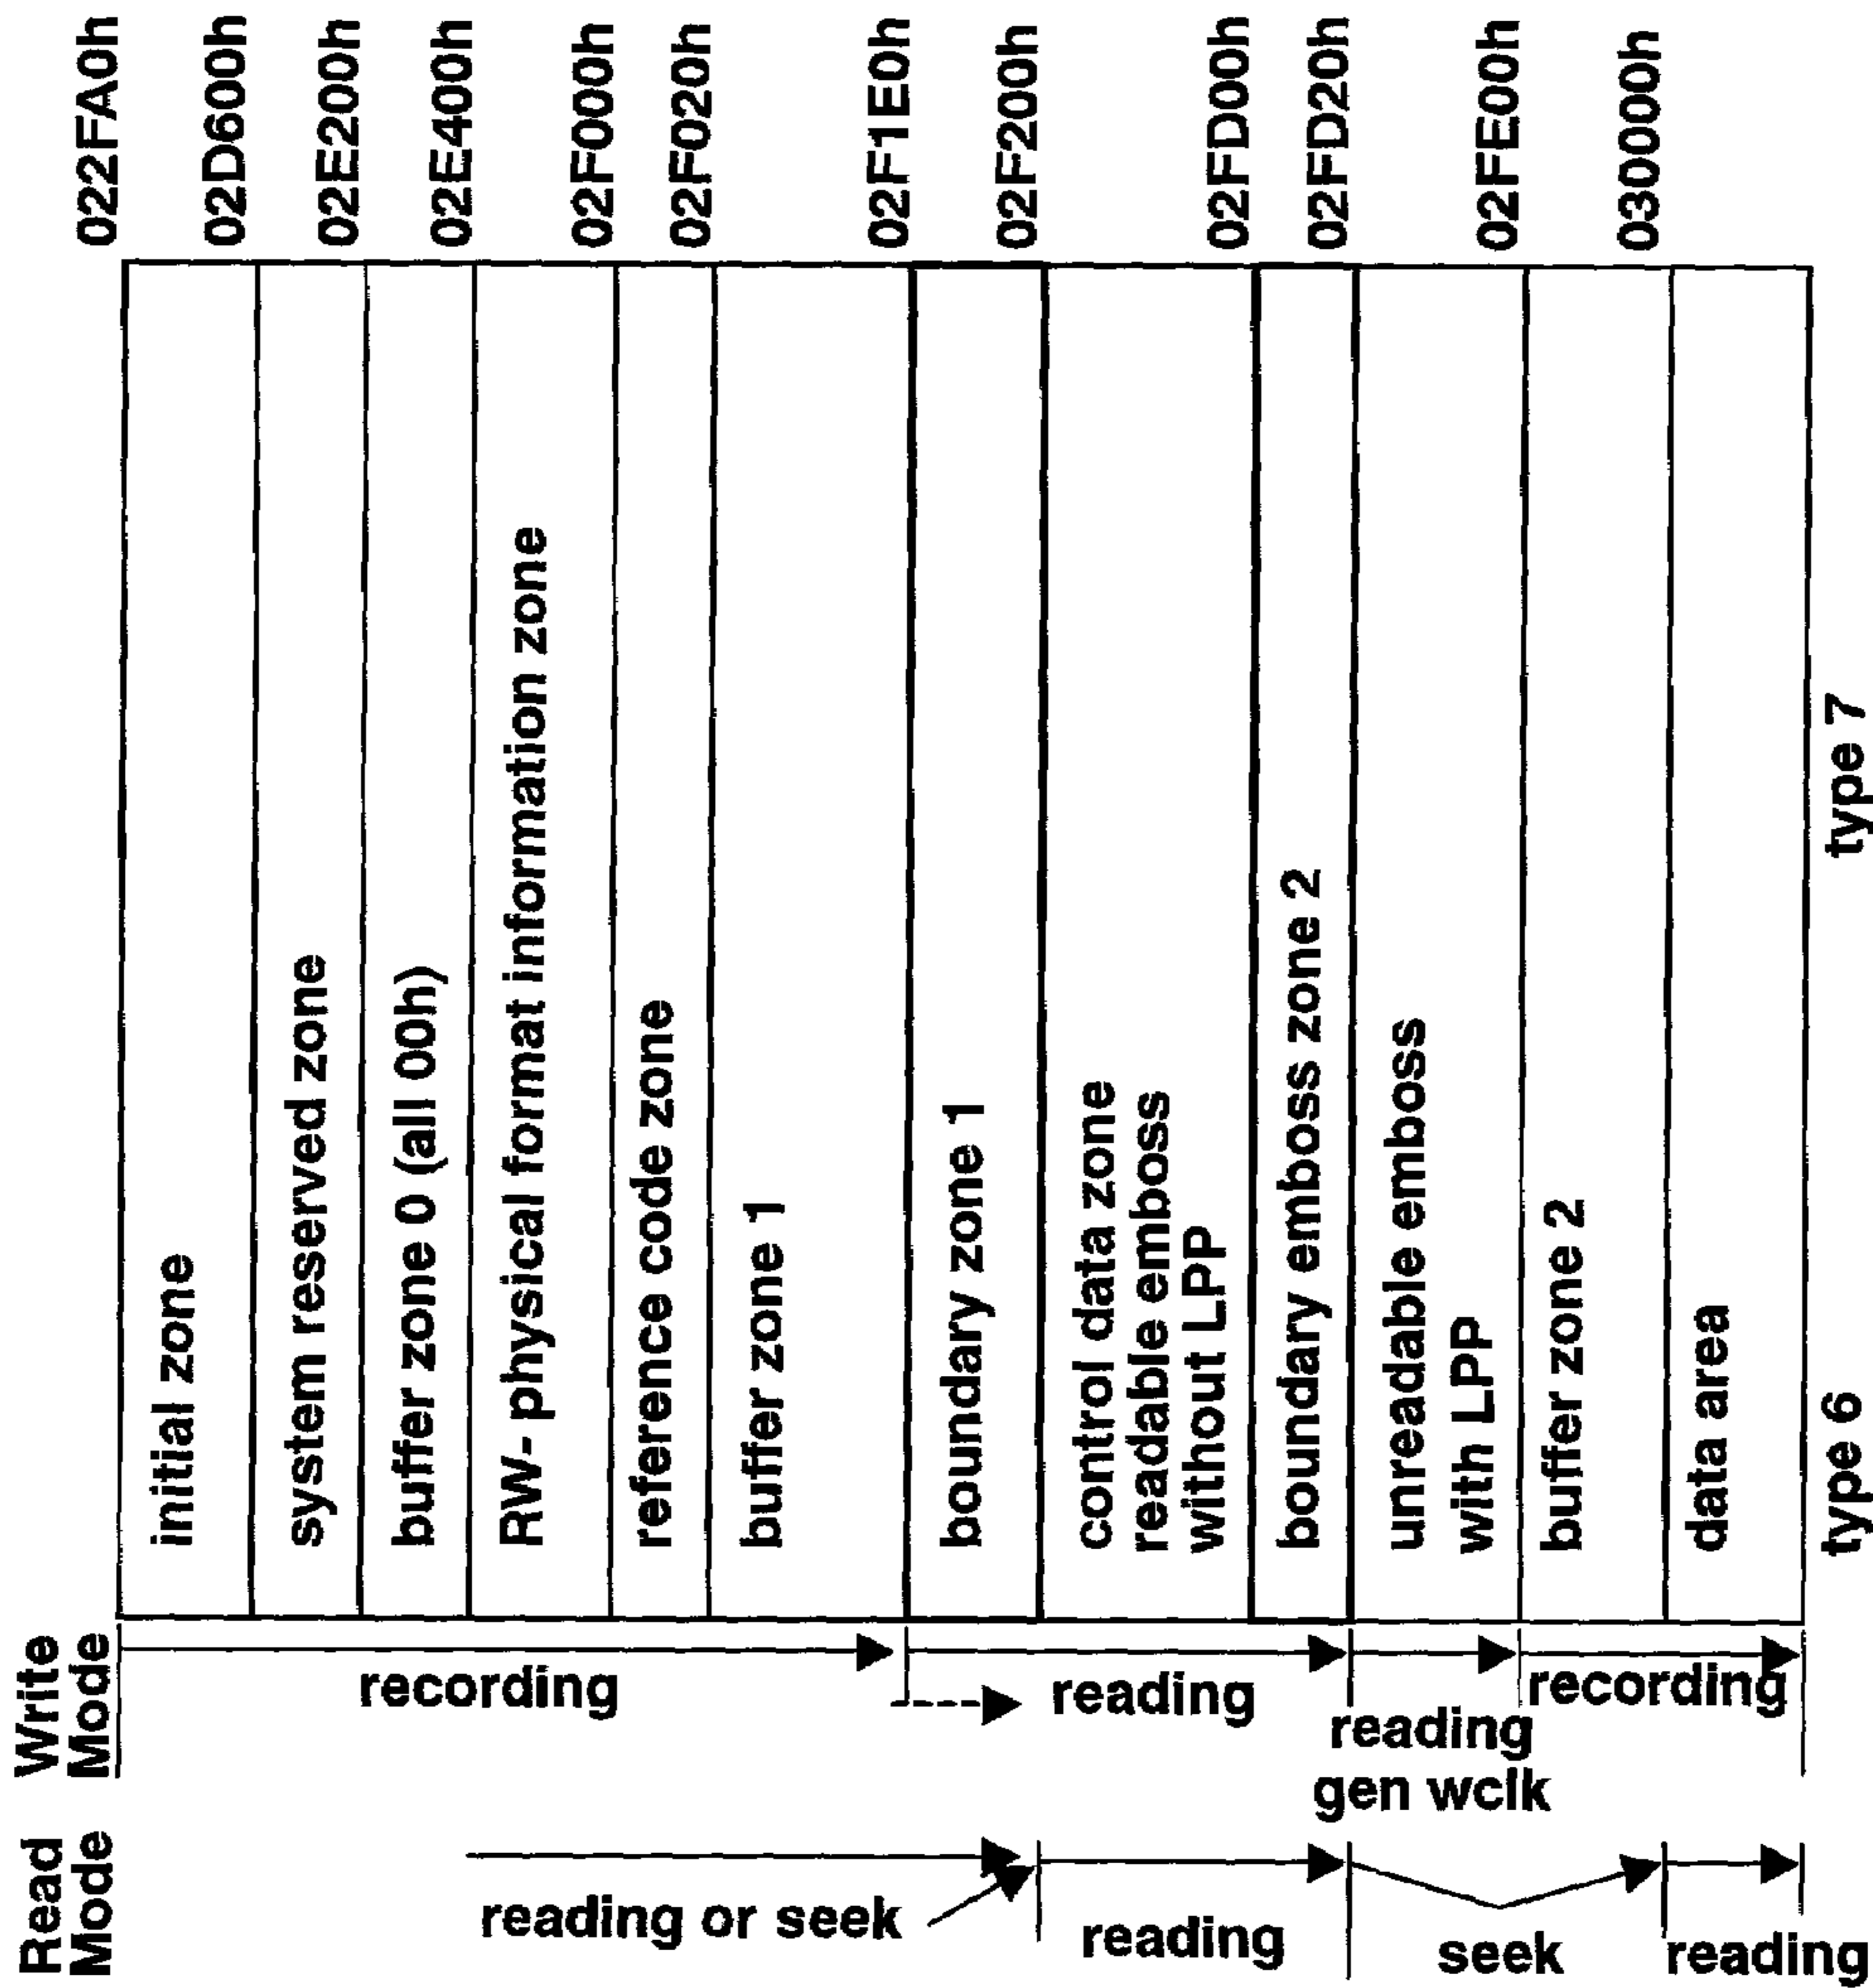 022FA0h
02D600h
02E200h
02E400h
02F000h
02F020h
02F1E0h
02F200h
02FD00h
02FD20h
02FE00h
030000h
initial zone
system reserved zone
buffer zone 0 (all 00h)
RW- physical format information zone
reference code zone
buffer zone 1
boundary zone 1
control data zone
readable emboss
without LPP
boundary emboss zone 2
unreadable emboss
with LPP
buffer zone 2
data area
type 6
type 7
Write
Mode
recording
reading
reading
gen wclk
recording
Read
Mode
reading or seek
reading
seek
reading